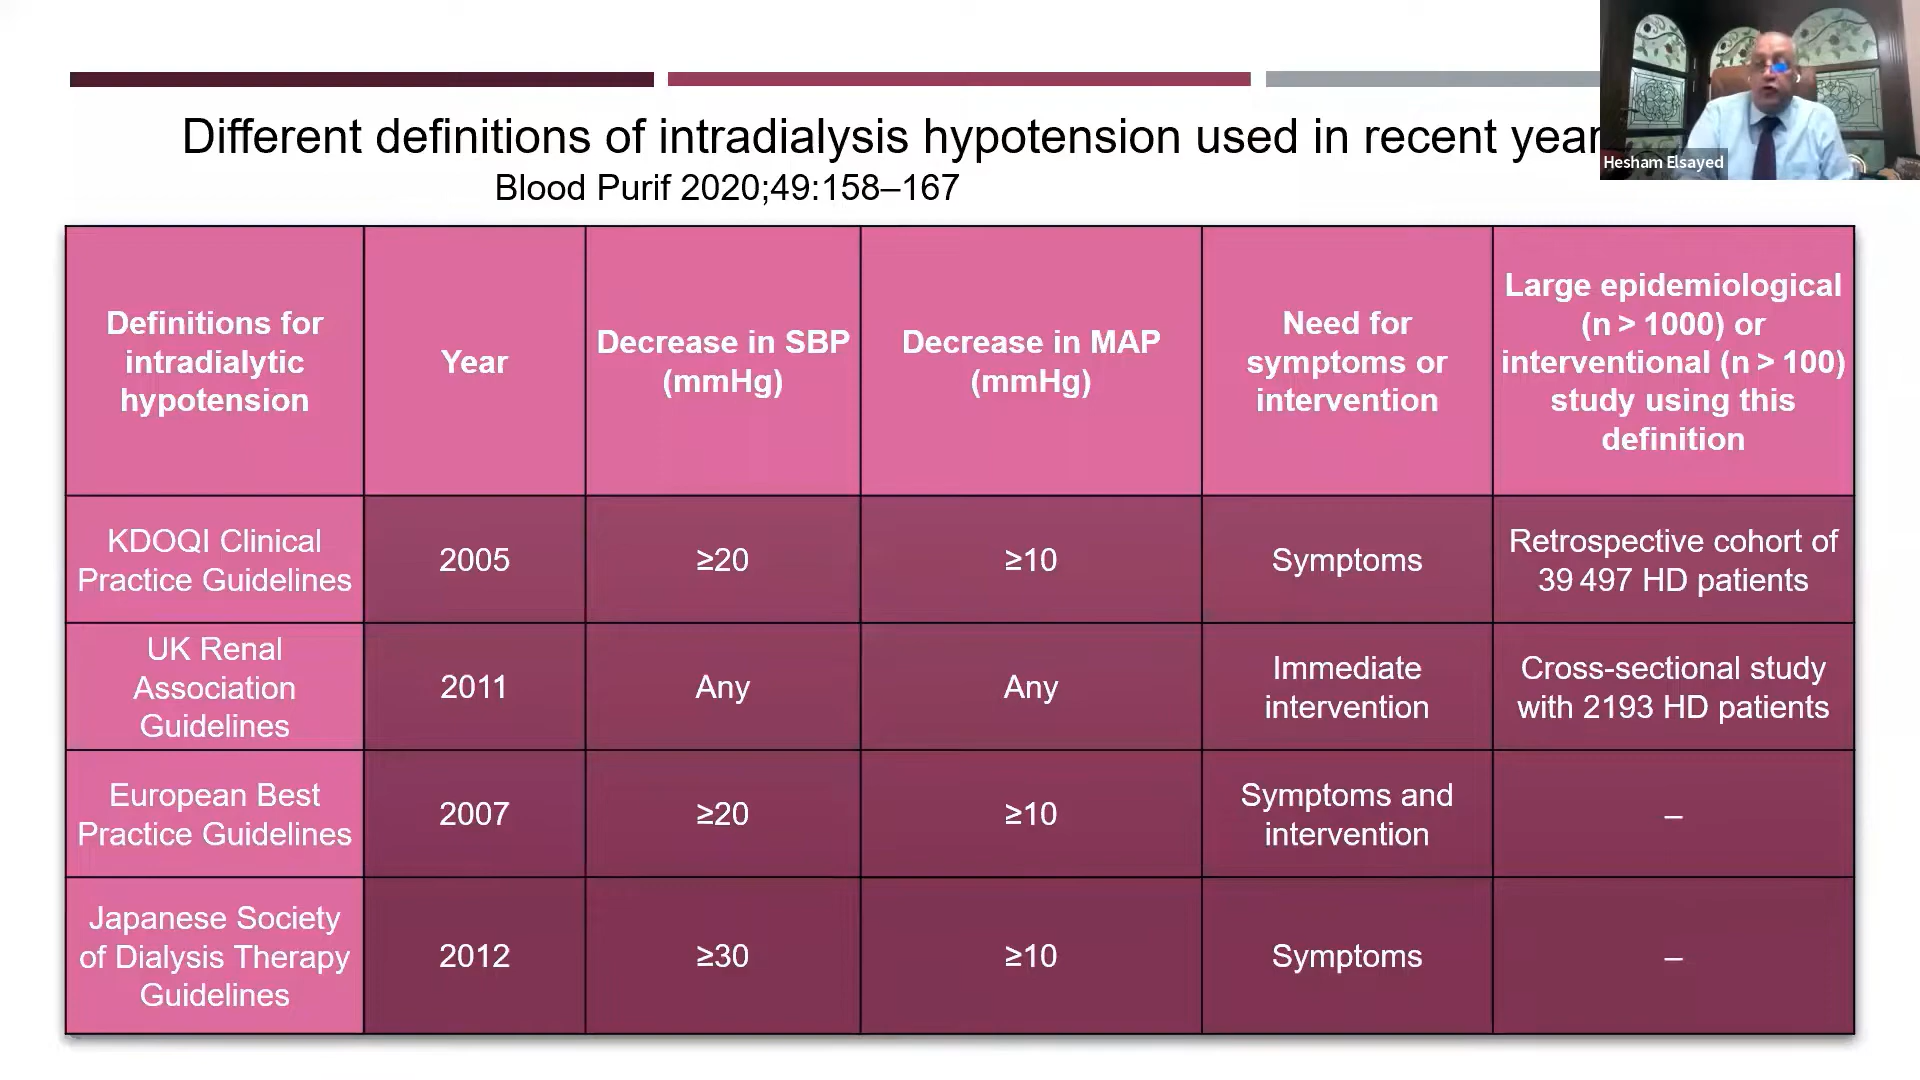 Different definitions of intradialysis hypotension used in recent year
Blood Purif 2020;49:158–167
Hesham Elsayed
Definitions for
intradialytic
hypotension
Year
Decrease in SBP
(mmHg)
Decrease in MAP
(mmHg)
Need for
symptoms or
intervention
Large epidemiological
(n > 1000) or
interventional (n > 100)
study using this
definition
KDOQI Clinical
Practice Guidelines
2005
≥20
≥10
Symptoms
Retrospective cohort of
39 497 HD patients
UK Renal
Association
Guidelines
2011
Any
Any
Immediate
intervention
Cross-sectional study
with 2193 HD patients
European Best
Practice Guidelines
2007
≥20
≥10
Symptoms and
intervention
–
Japanese Society
of Dialysis Therapy
Guidelines
2012
≥30
≥10
Symptoms
–